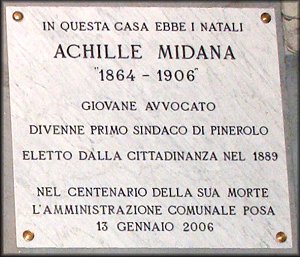 IN QUESTA CASA EBBE I NATALI
ACHILLE MIDANA
"1864 - 1906"
GIOVANE AVVOCATO
DIVENNE PRIMO SINDACO DI PINEROLO
ELETTO DALLA CITTADINANZA NEL 1889
NEL CENTENARIO DELLA SUA MORTE
L'AMMINISTRAZIONE COMUNALE POSA
13 GENNAIO 2006